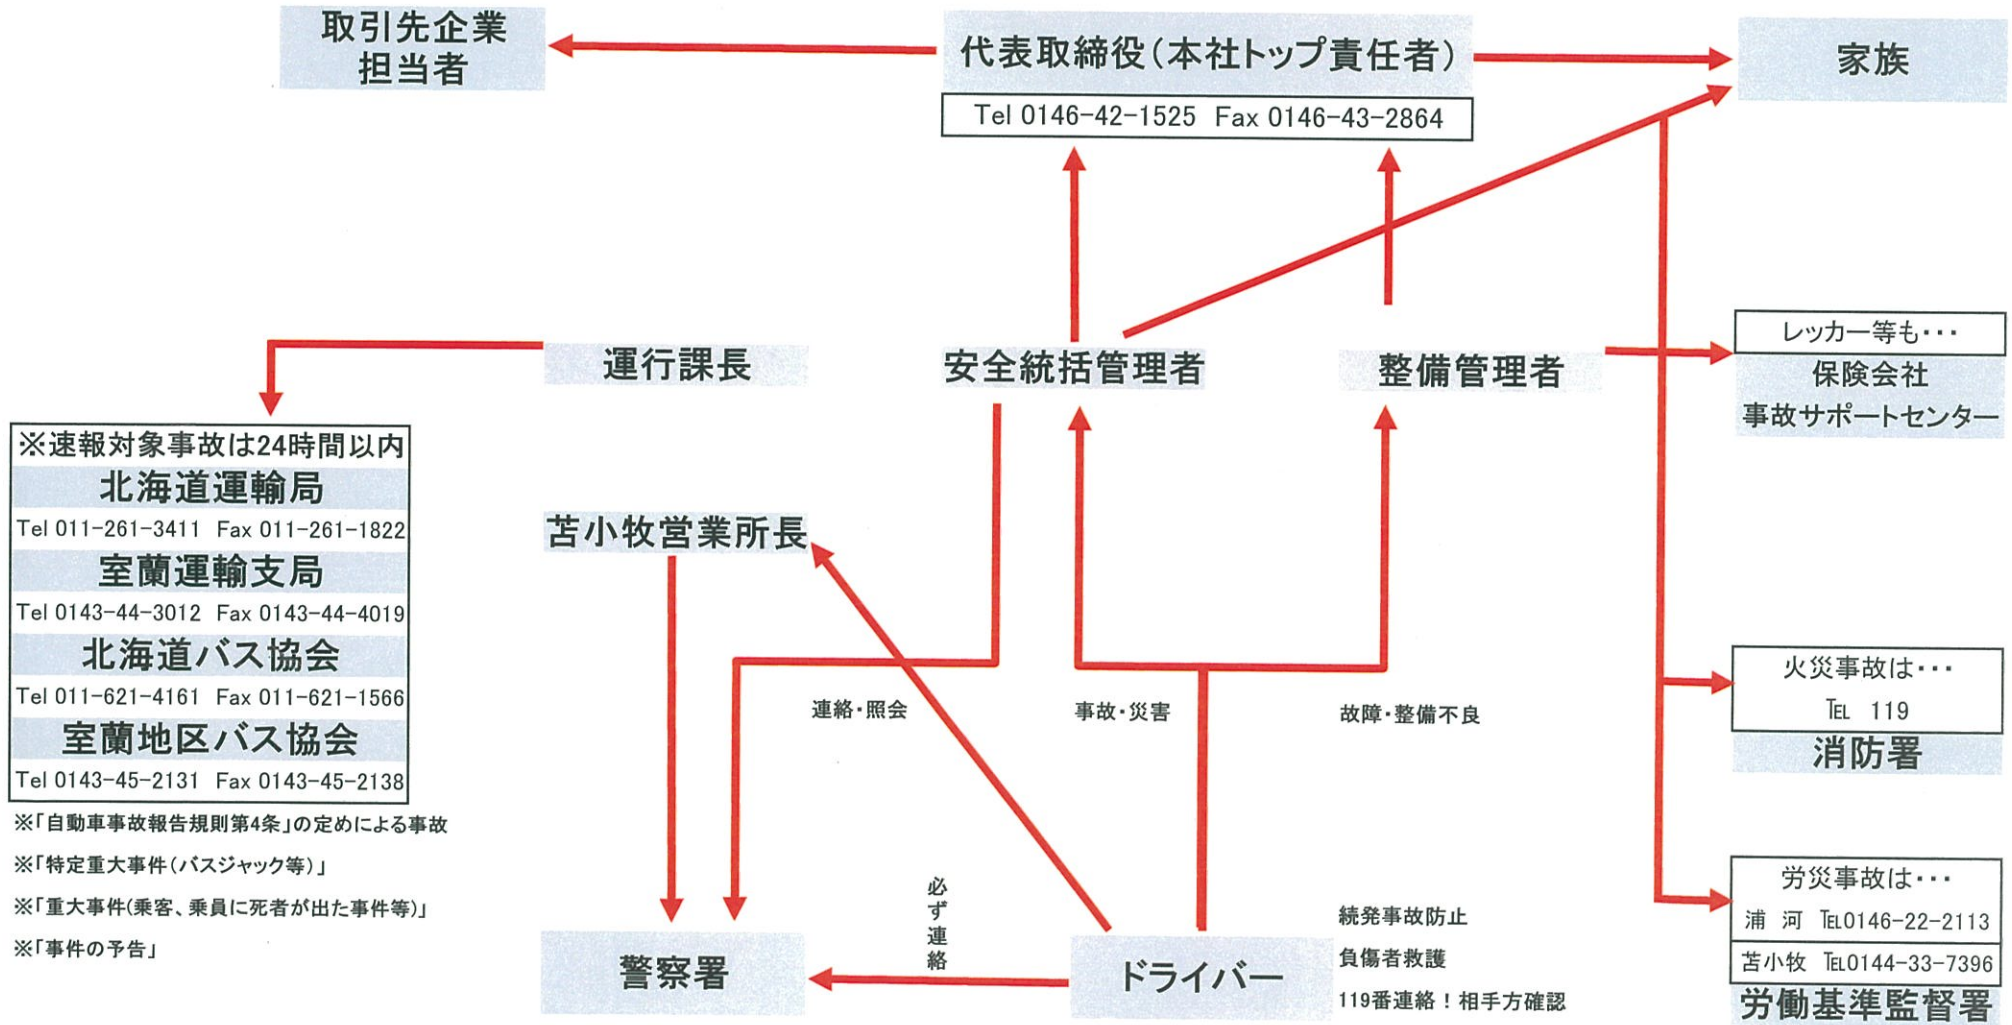 取引先企業
担当者
代表取締役(本社トップ責任者)
Tel 0146-42-1525 Fax 0146-43-2864
家族
運行課長
安全統括管理者
整備管理者
レッカー等も・・・
保険会社
事故サポートセンター
※速報対象事故は24時間以内
北海道運輸局
Tel 011-261-3411 Fax 011-261-1822
室蘭運輸支局
Tel 0143-44-3012 Fax 0143-44-4019
北海道バス協会
Tel 011-621-4161 Fax 011-621-1566
室蘭地区バス協会
Tel 0143-45-2131 Fax 0143-45-2138
※「自動車事故報告規則第4条」の定めによる事故
※「特定重大事件(バスジャック等)」
※「重大事件(乗客、乗員に死者が出た事件等)」
※「事件の予告」
苫小牧営業所長
連絡・照会
事故・災害
故障・整備不良
火災事故は・・・
℡ 119
消防署
必ず連絡
警察署
ドライバー
続発事故防止
負傷者救護
119番連絡！相手方確認
労災事故は・・・
浦 河 ℡0146-22-2113
苫小牧 ℡0144-33-7396
労働基準監督署